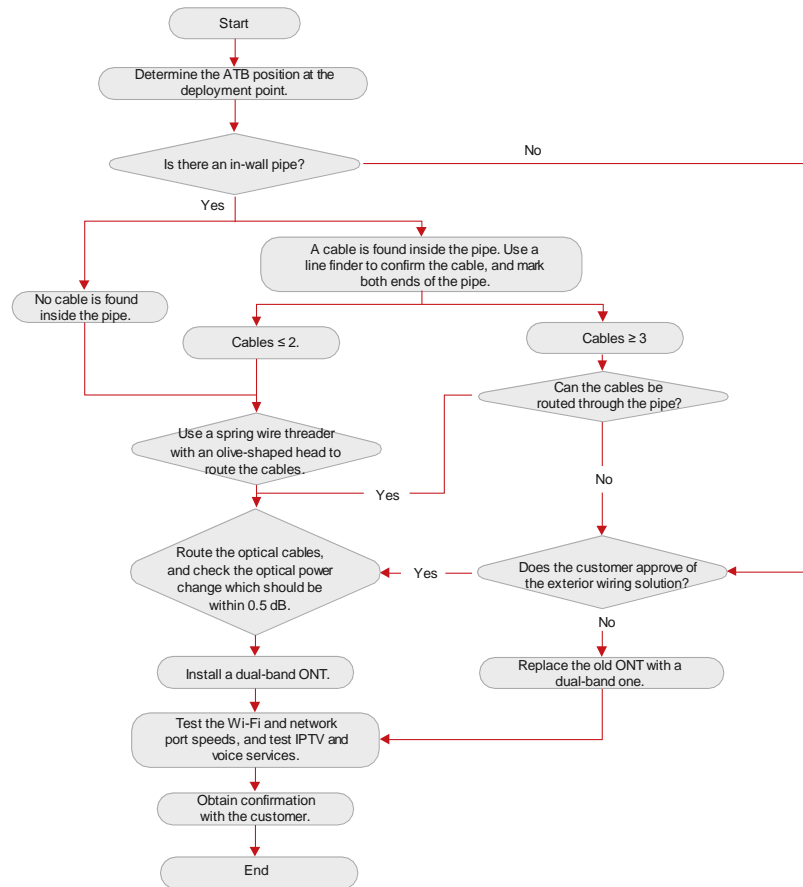 Start
Determine the ATB position at the
deployment point.
Is there an in-wall pipe?
No
Yes
A cable is found inside the pipe. Use a
line finder to confirm the cable, and mark
both ends of the pipe.
No cable is found
inside the pipe.
Cables ≤ 2.
Cables ≥ 3
Can the cables be
routed through the pipe?
Use a spring wire threader
with an olive-shaped head to
route the cables.
Yes
No
Route the optical cables,
and check the optical power
change which should be
within 0.5 dB.
Yes
Does the customer approve of
the exterior wiring solution?
No
Install a dual-band ONT.
Replace the old ONT with a
dual-band one.
Test the Wi-Fi and network
port speeds, and test IPTV and
voice services.
Obtain confirmation
with the customer.
End